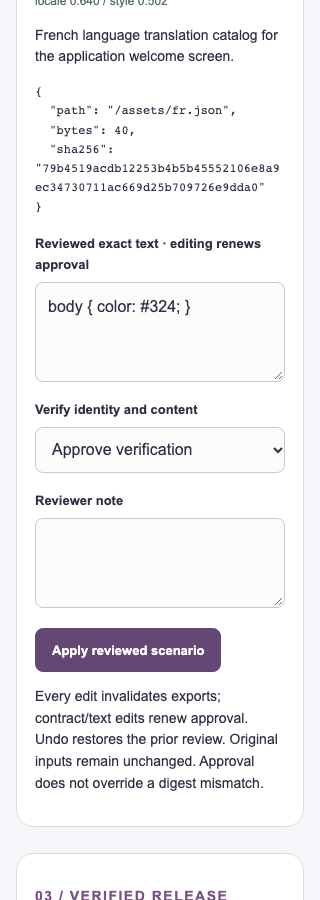 locale 0.640 / style 0.502
French language translation catalog for
the application welcome screen.
{
  "path": "/assets/fr.json",
  "bytes": 40,
  "sha256":
"79b4519acdb12253b4b5b45552106e8a9
ec34730711ac669d25b709726e9dda0"
}
Reviewed exact text · editing renews
approval
body { color: #324; }
Verify identity and content
Approve verification
Reviewer note
Apply reviewed scenario
Every edit invalidates exports;
contract/text edits renew approval.
Undo restores the prior review. Original
inputs remain unchanged. Approval
does not override a digest mismatch.
03 / VERIFIED RELEASE